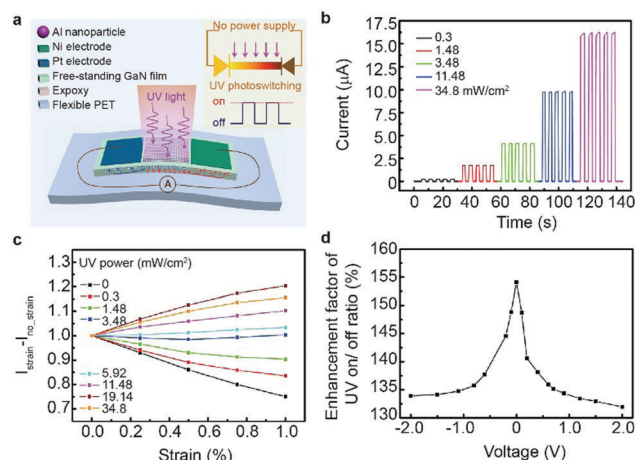 a
Al nanoparticle
Ni electrode
Pt electrode
Free-standing GaN film
Expoxy
Flexible PET
UV light
No power supply
UV photoswitching
on
off
A
b
Current (μA)
17.5
15.0
12.5
10.0
7.5
5.0
2.5
0.0
0.3
1.48
3.48
11.48
34.8 mW/cm²
0 20 40 60 80 100 120 140
Time (s)
c
I strain-I no_strain
UV power (mW/cm²)
1.3
1.2
1.1
1.0
0.9
0.8
0.7
0
0.3
1.48
3.48
5.92
11.48
19.14
34.8
0.0 0.2 0.4 0.6 0.8 1.0
Strain (%)
d
Enhancement factor of
UV on/ off ratio (%)
160
155
150
145
140
135
130
-2.0 -1.0 0 1.0 2.0
Voltage (V)